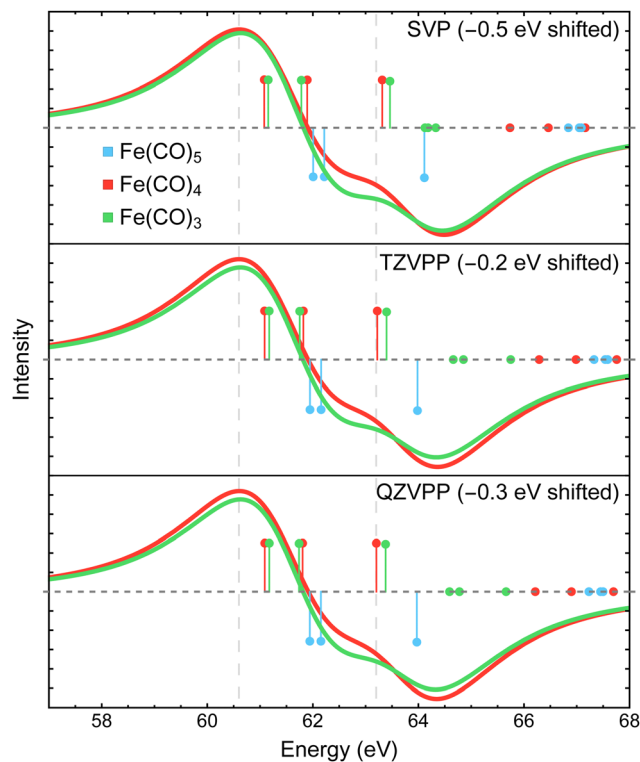 SVP (−0.5 eV shifted)
Fe(CO)₅
Fe(CO)₄
Fe(CO)₃
TZVPP (−0.2 eV shifted)
Intensity
QZVPP (−0.3 eV shifted)
58 60 62 64 66 68
Energy (eV)